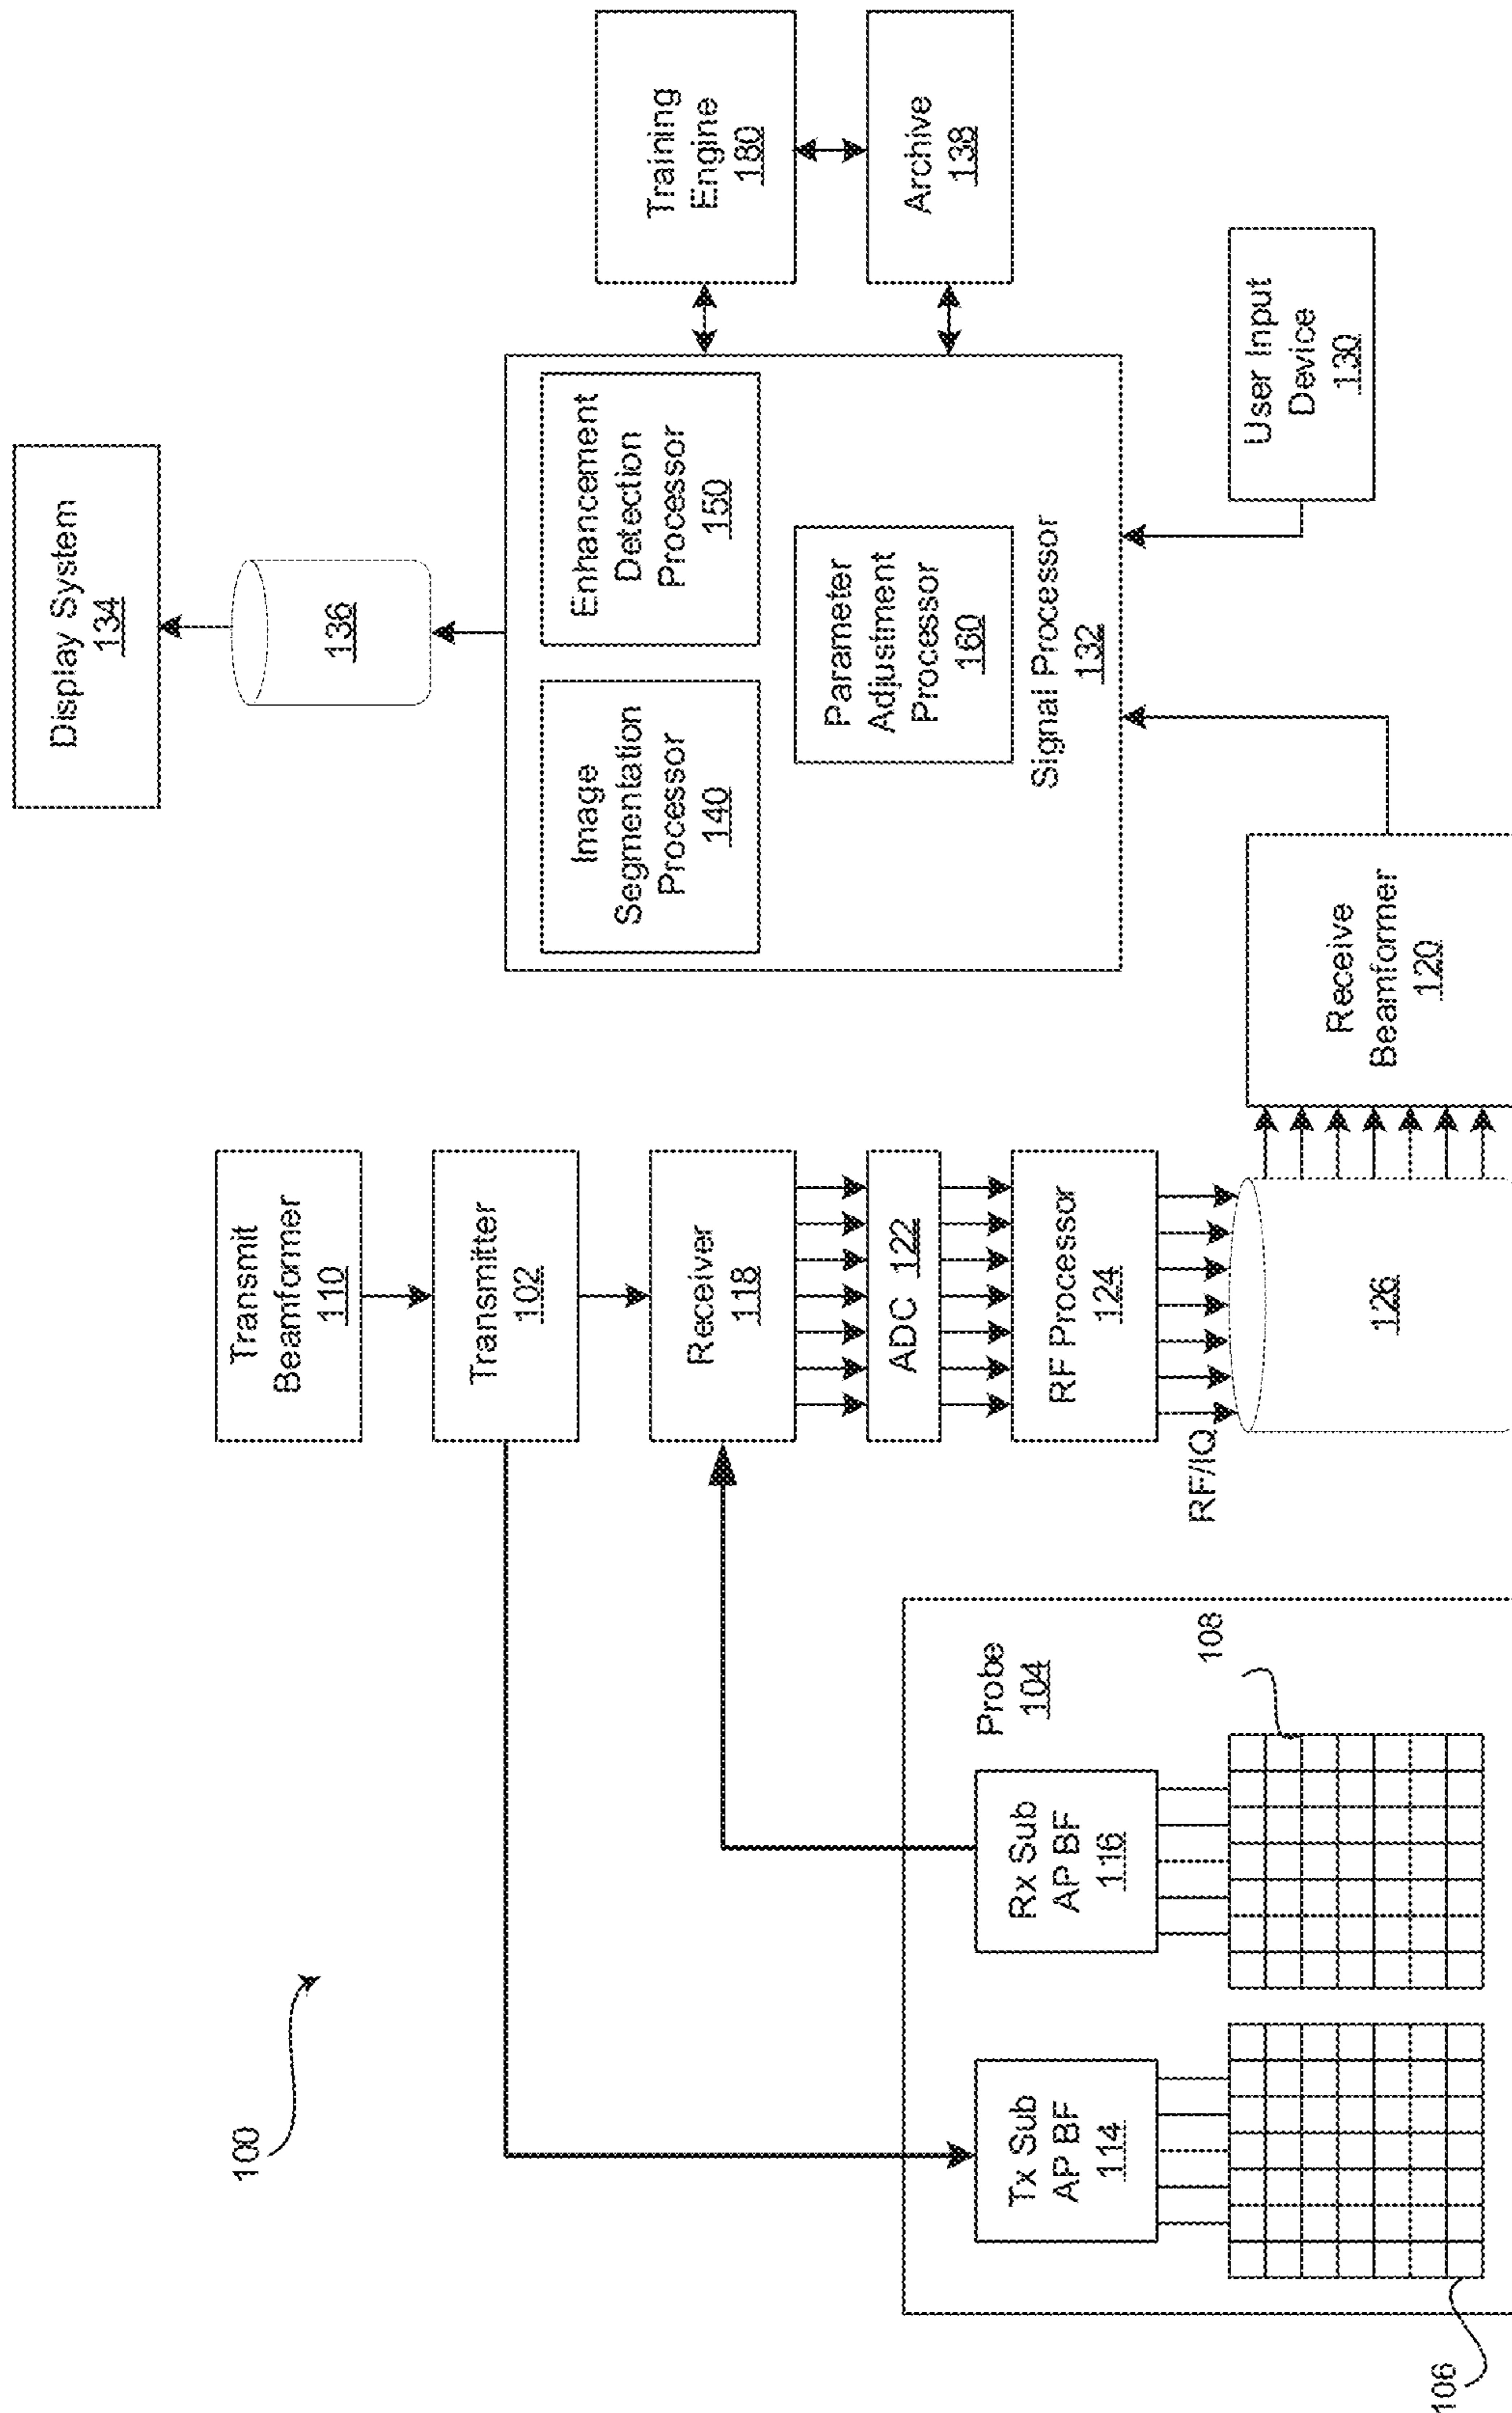 100
Transmit
Beamformer
110
Transmitter
102
Receiver
118
ADC 122
RF Processor
124
RF/IQ
126
Probe
104
Tx Sub
AP BF
114
Rx Sub
AP BF
116
106
108
Display System
134
136
Image
Segmentation
Processor
140
Enhancement
Detection
Processor
150
Parameter
Adjustment
Processor
160
Signal Processor
132
Training
Engine
180
Archive
138
Receive
Beamformer
120
User Input
Device
130